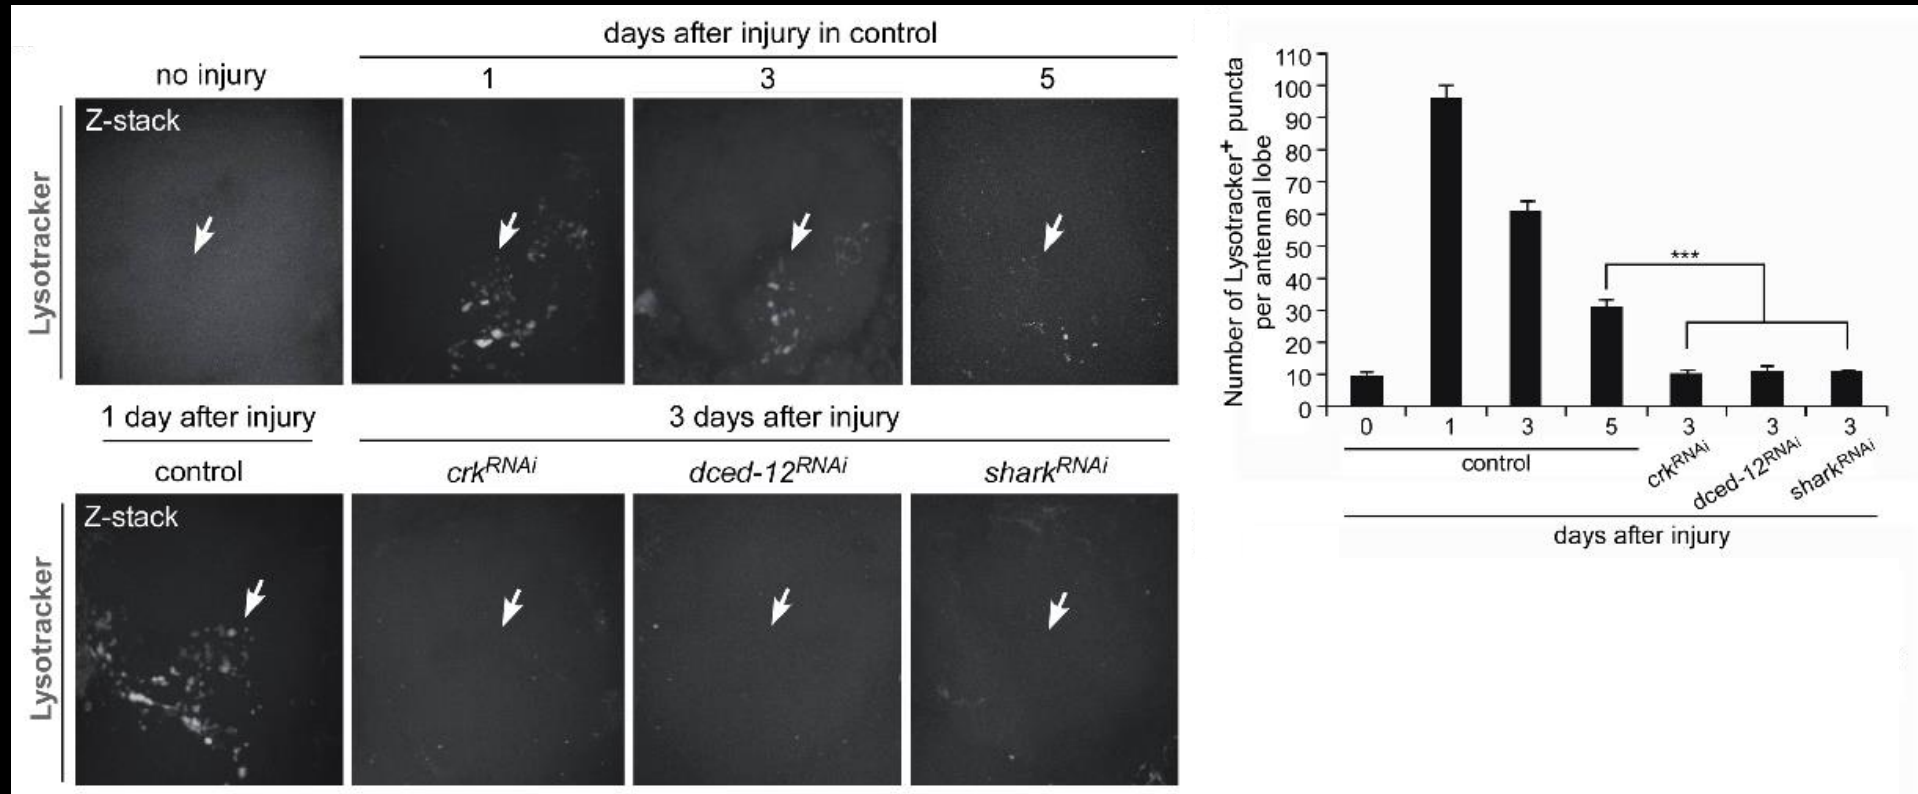 days after injury in control
no injury
1
3
5
Z-stack
Lysotracker
1 day after injury
3 days after injury
control
crkRNAi
dced-12RNAi
sharkRNAi
Z-stack
Lysotracker
Number of Lysotracker+ puncta
per antennal lobe
110
100
90
80
70
60
50
40
30
20
10
0
***
0 1 3 5 3 3 3
control
crkRNAi
dced-12RNAi
sharkRNAi
days after injury